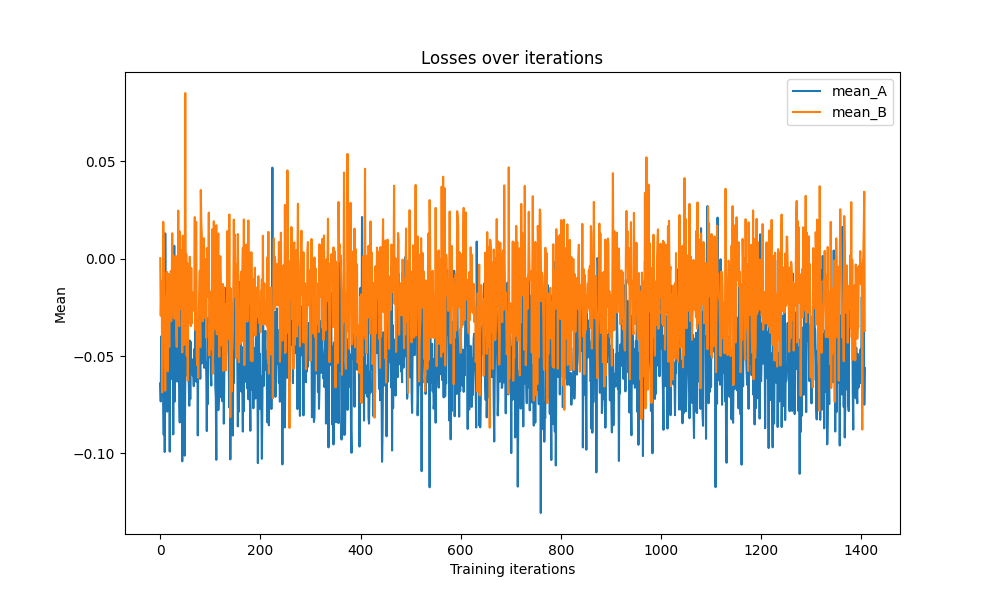 Losses over iterations
mean_A
mean_B
0.05
0.00
−0.05
−0.10
Mean
0 200 400 600 800 1000 1200 1400
Training iterations